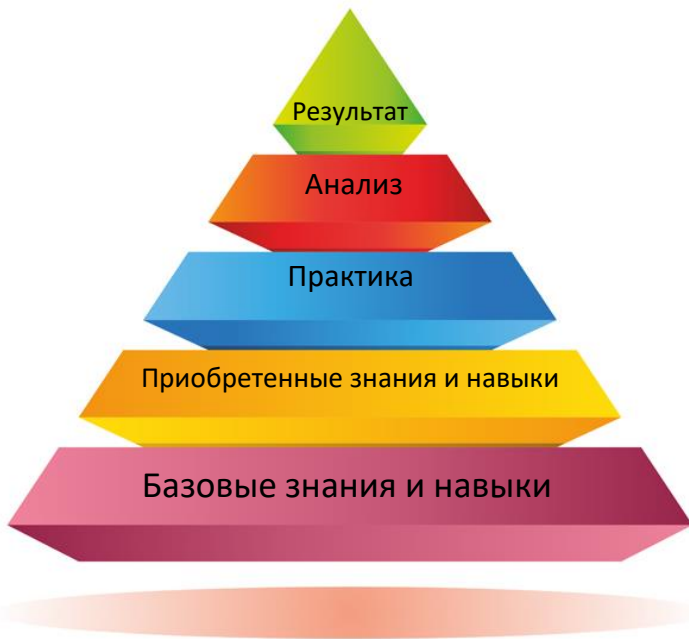 Результат
Анализ
Практика
Приобретенные знания и навыки
Базовые знания и навыки